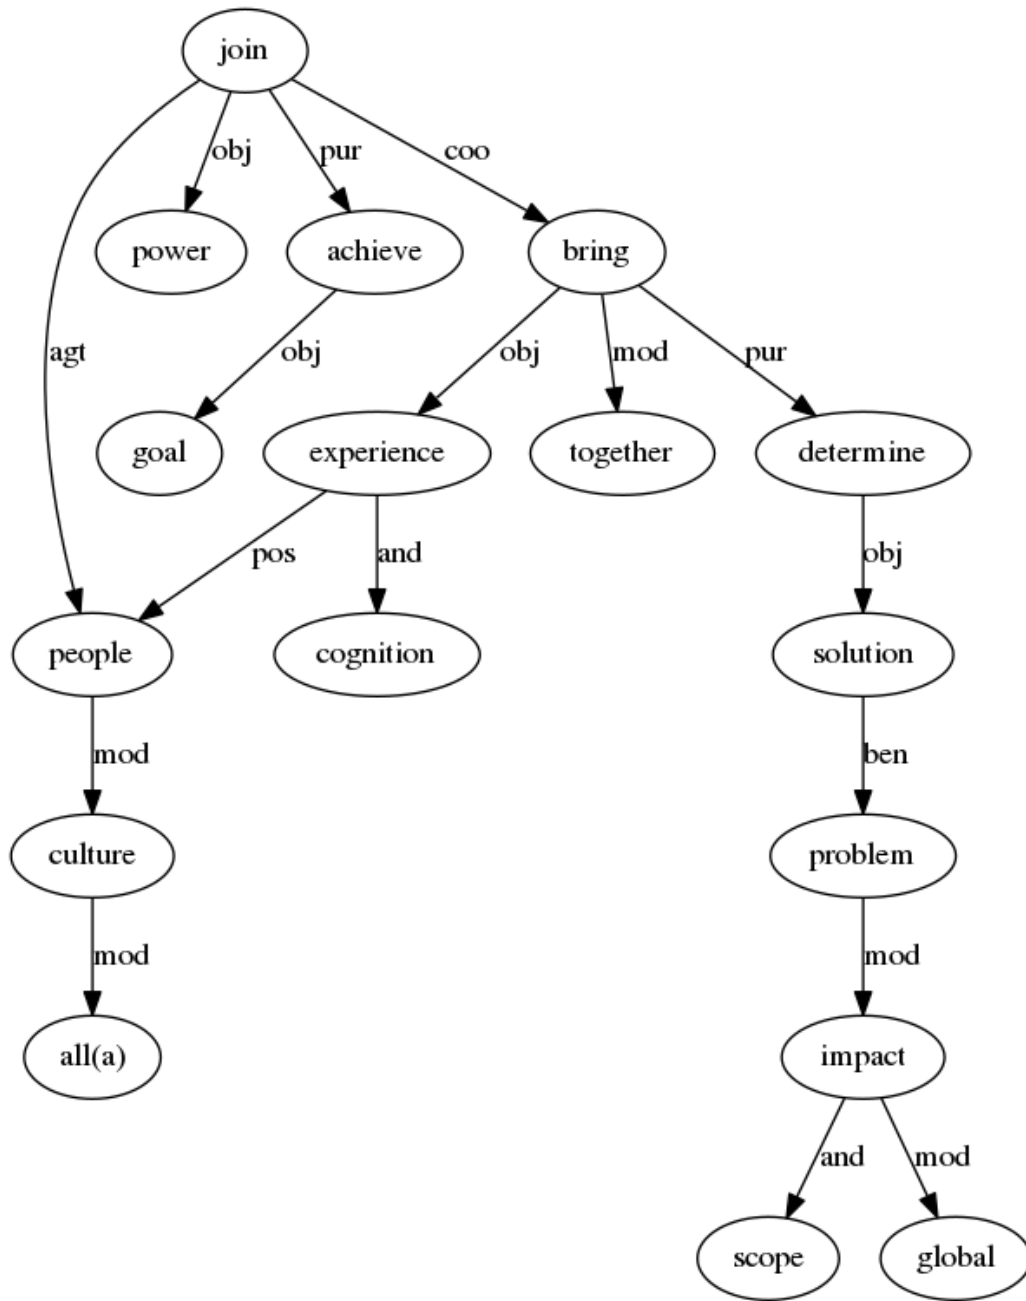 join
obj pur coo
power achieve bring
agt obj obj mod pur
goal experience together determine
pos and obj
people cognition solution
mod ben
culture problem
mod mod
all(a) impact
and mod
scope global